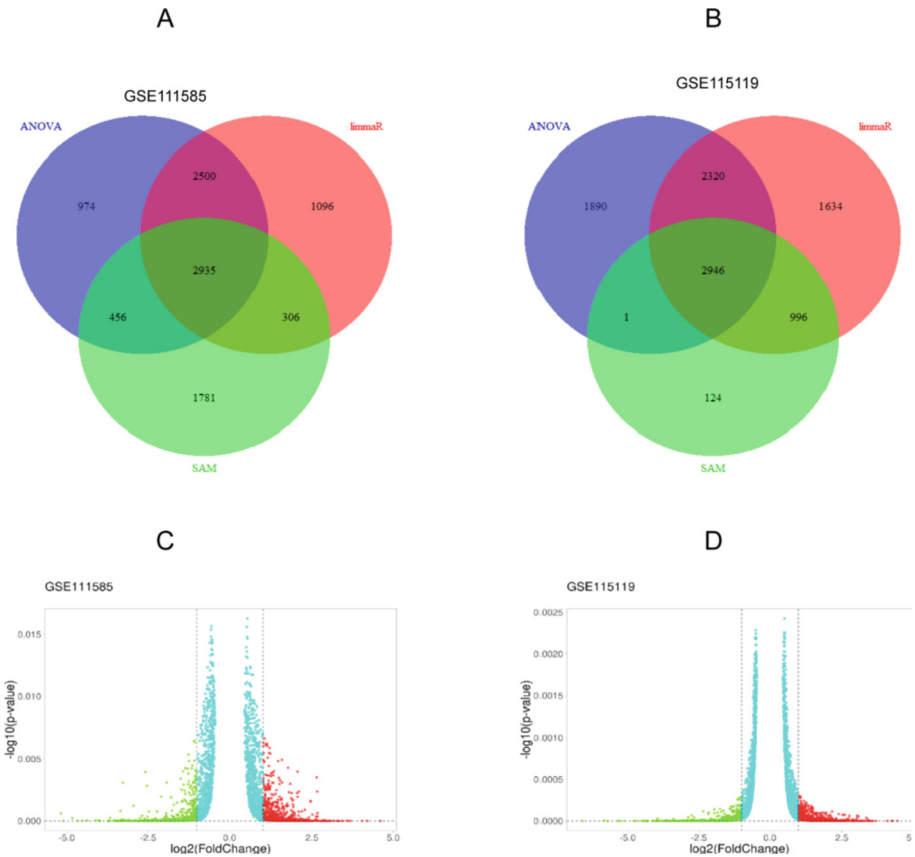 A
B
GSE111585
GSE115119
ANOVA
limmaR
ANOVA
limmaR
2500
2320
974
1096
1890
1634
2935
2946
456
306
1
996
1781
124
SAM
SAM
C
D
GSE111585
GSE115119
-log10(p-value)
0.015
0.010
0.005
0.000
-5.0
-2.5
0.0
2.5
5.0
log2(FoldChange)
-log10(p-value)
0.0025
0.0020
0.0015
0.0010
0.0005
0.0000
-5.0
-2.5
0.0
2.5
log2(FoldChange)